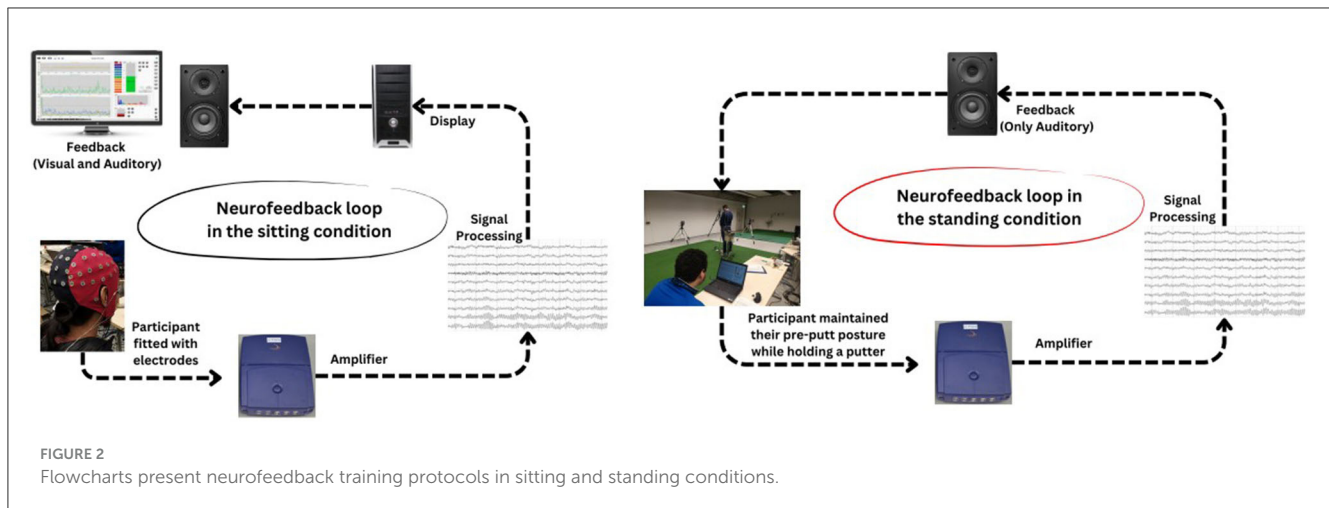 Display
Feedback
(Visual and Auditory)
Neurofeedback loop
in the sitting condition
Signal
Processing
Participant
fitted with
electrodes
Amplifier
Feedback
(Only Auditory)
Neurofeedback loop in
the standing condition
Signal
Processing
Participant maintained
their pre-putt posture
while holding a putter
Amplifier
FIGURE 2
Flowcharts present neurofeedback training protocols in sitting and standing conditions.